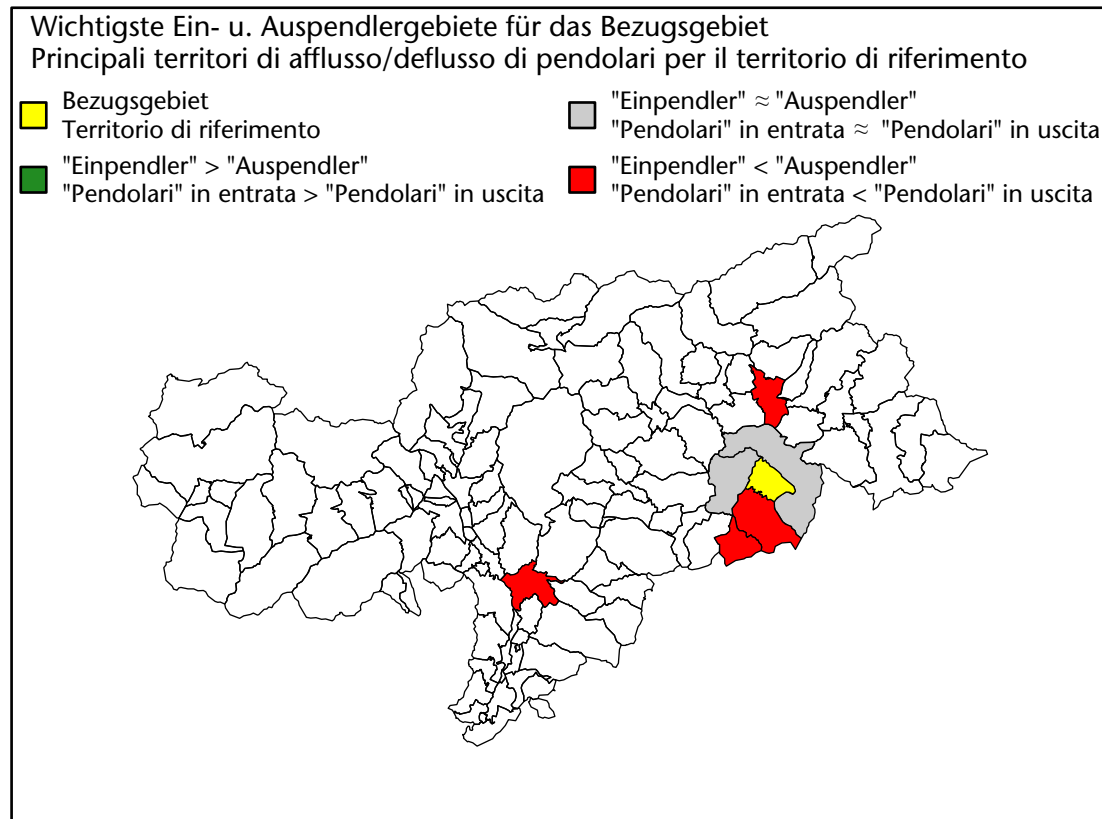 Wichtigste Ein- u. Auspendlergebiete für das Bezugsgebiet
Principali territori di afflusso/deflusso di pendolari per il territorio di riferimento
Bezugsgebiet
Territorio di riferimento
"Einpendler" > "Auspendler"
"Pendolari" in entrata > "Pendolari" in uscita
"Einpendler" ≈ "Auspendler"
"Pendolari" in entrata ≈ "Pendolari" in uscita
"Einpendler" < "Auspendler"
"Pendolari" in entrata < "Pendolari" in uscita